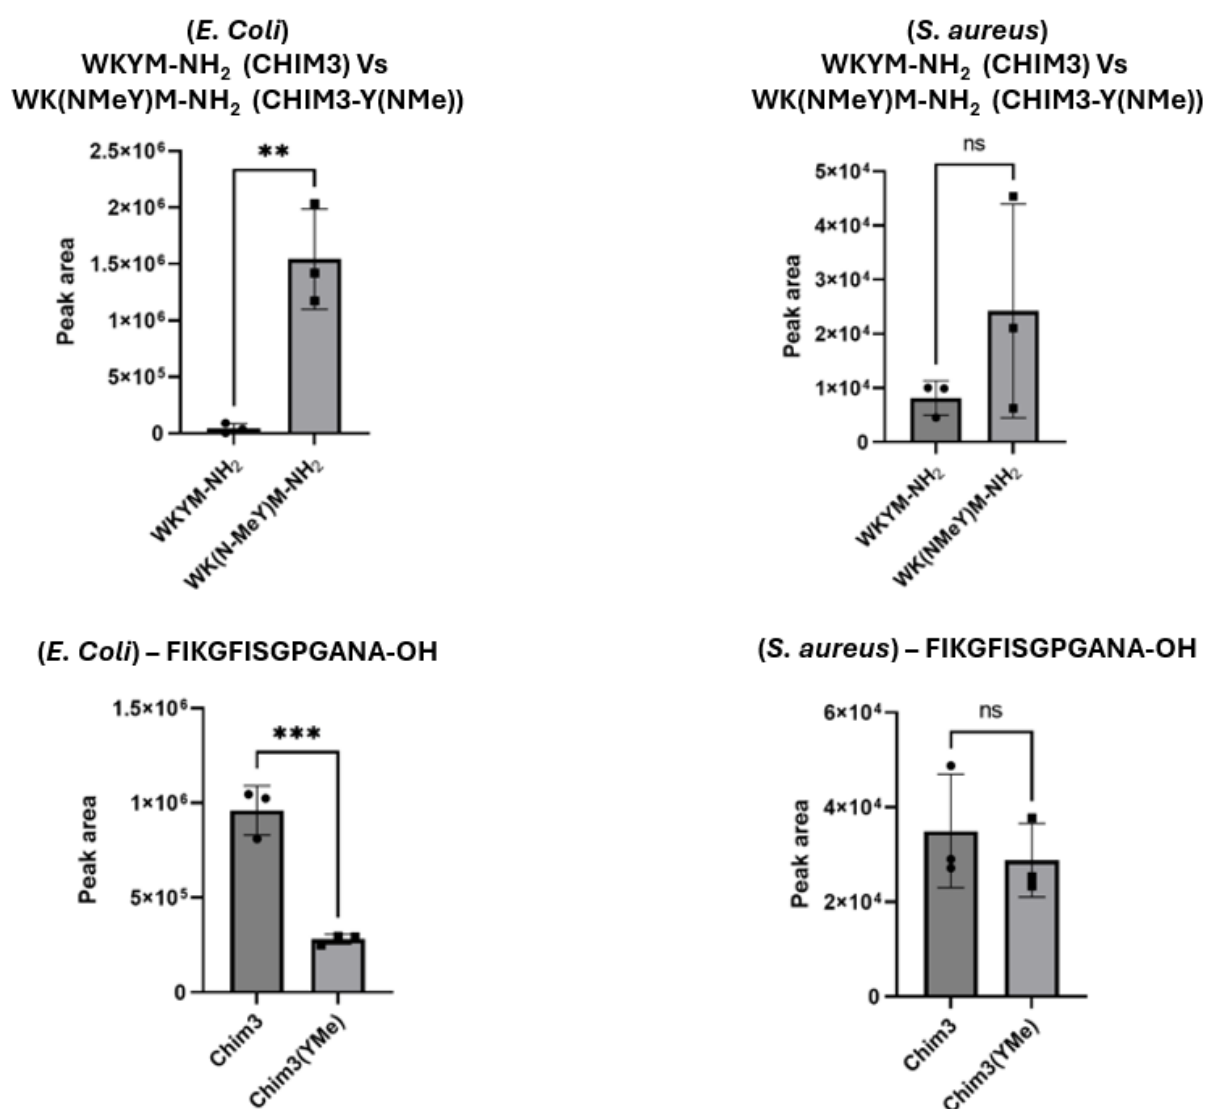 (E. Coli)
WKYM-NH₂ (CHIM3) Vs
WK(NMeY)M-NH₂ (CHIM3-Y(NMe))
2.5×10⁶
2×10⁶
1.5×10⁶
1×10⁶
5×10⁵
0
Peak area
**
WKYM-NH₂
WK(N-MeY)M-NH₂
(S. aureus)
WKYM-NH₂ (CHIM3) Vs
WK(NMeY)M-NH₂ (CHIM3-Y(NMe))
5×10⁴
4×10⁴
3×10⁴
2×10⁴
1×10⁴
0
Peak area
ns
WKYM-NH₂
WK(NMeY)M-NH₂
(E. Coli) – FIKGFISGPGANA-OH
1.5×10⁶
1×10⁶
5×10⁵
0
Peak area
***
Chim3
Chim3(YMe)
(S. aureus) – FIKGFISGPGANA-OH
6×10⁴
4×10⁴
2×10⁴
0
Peak area
ns
Chim3
Chim3(YMe)